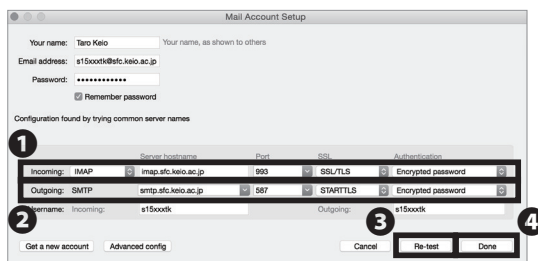 Mail Account Setup
Your name: Taro Keio Your name, as shown to others
Email address: s15xxxtk@sfc.keio.ac.jp
Password: ••••••••••••
Remember password
Configuration found by trying common server names
1
Server hostname Port SSL Authentication
Incoming: IMAP imap.sfc.keio.ac.jp 993 SSL/TLS Encrypted password
Outgoing: SMTP smtp.sfc.keio.ac.jp 587 STARTTLS Encrypted password
2 Username: Incoming: s15xxxtk Outgoing: s15xxxtk
3 4
Get a new account Advanced config Cancel Re-test Done